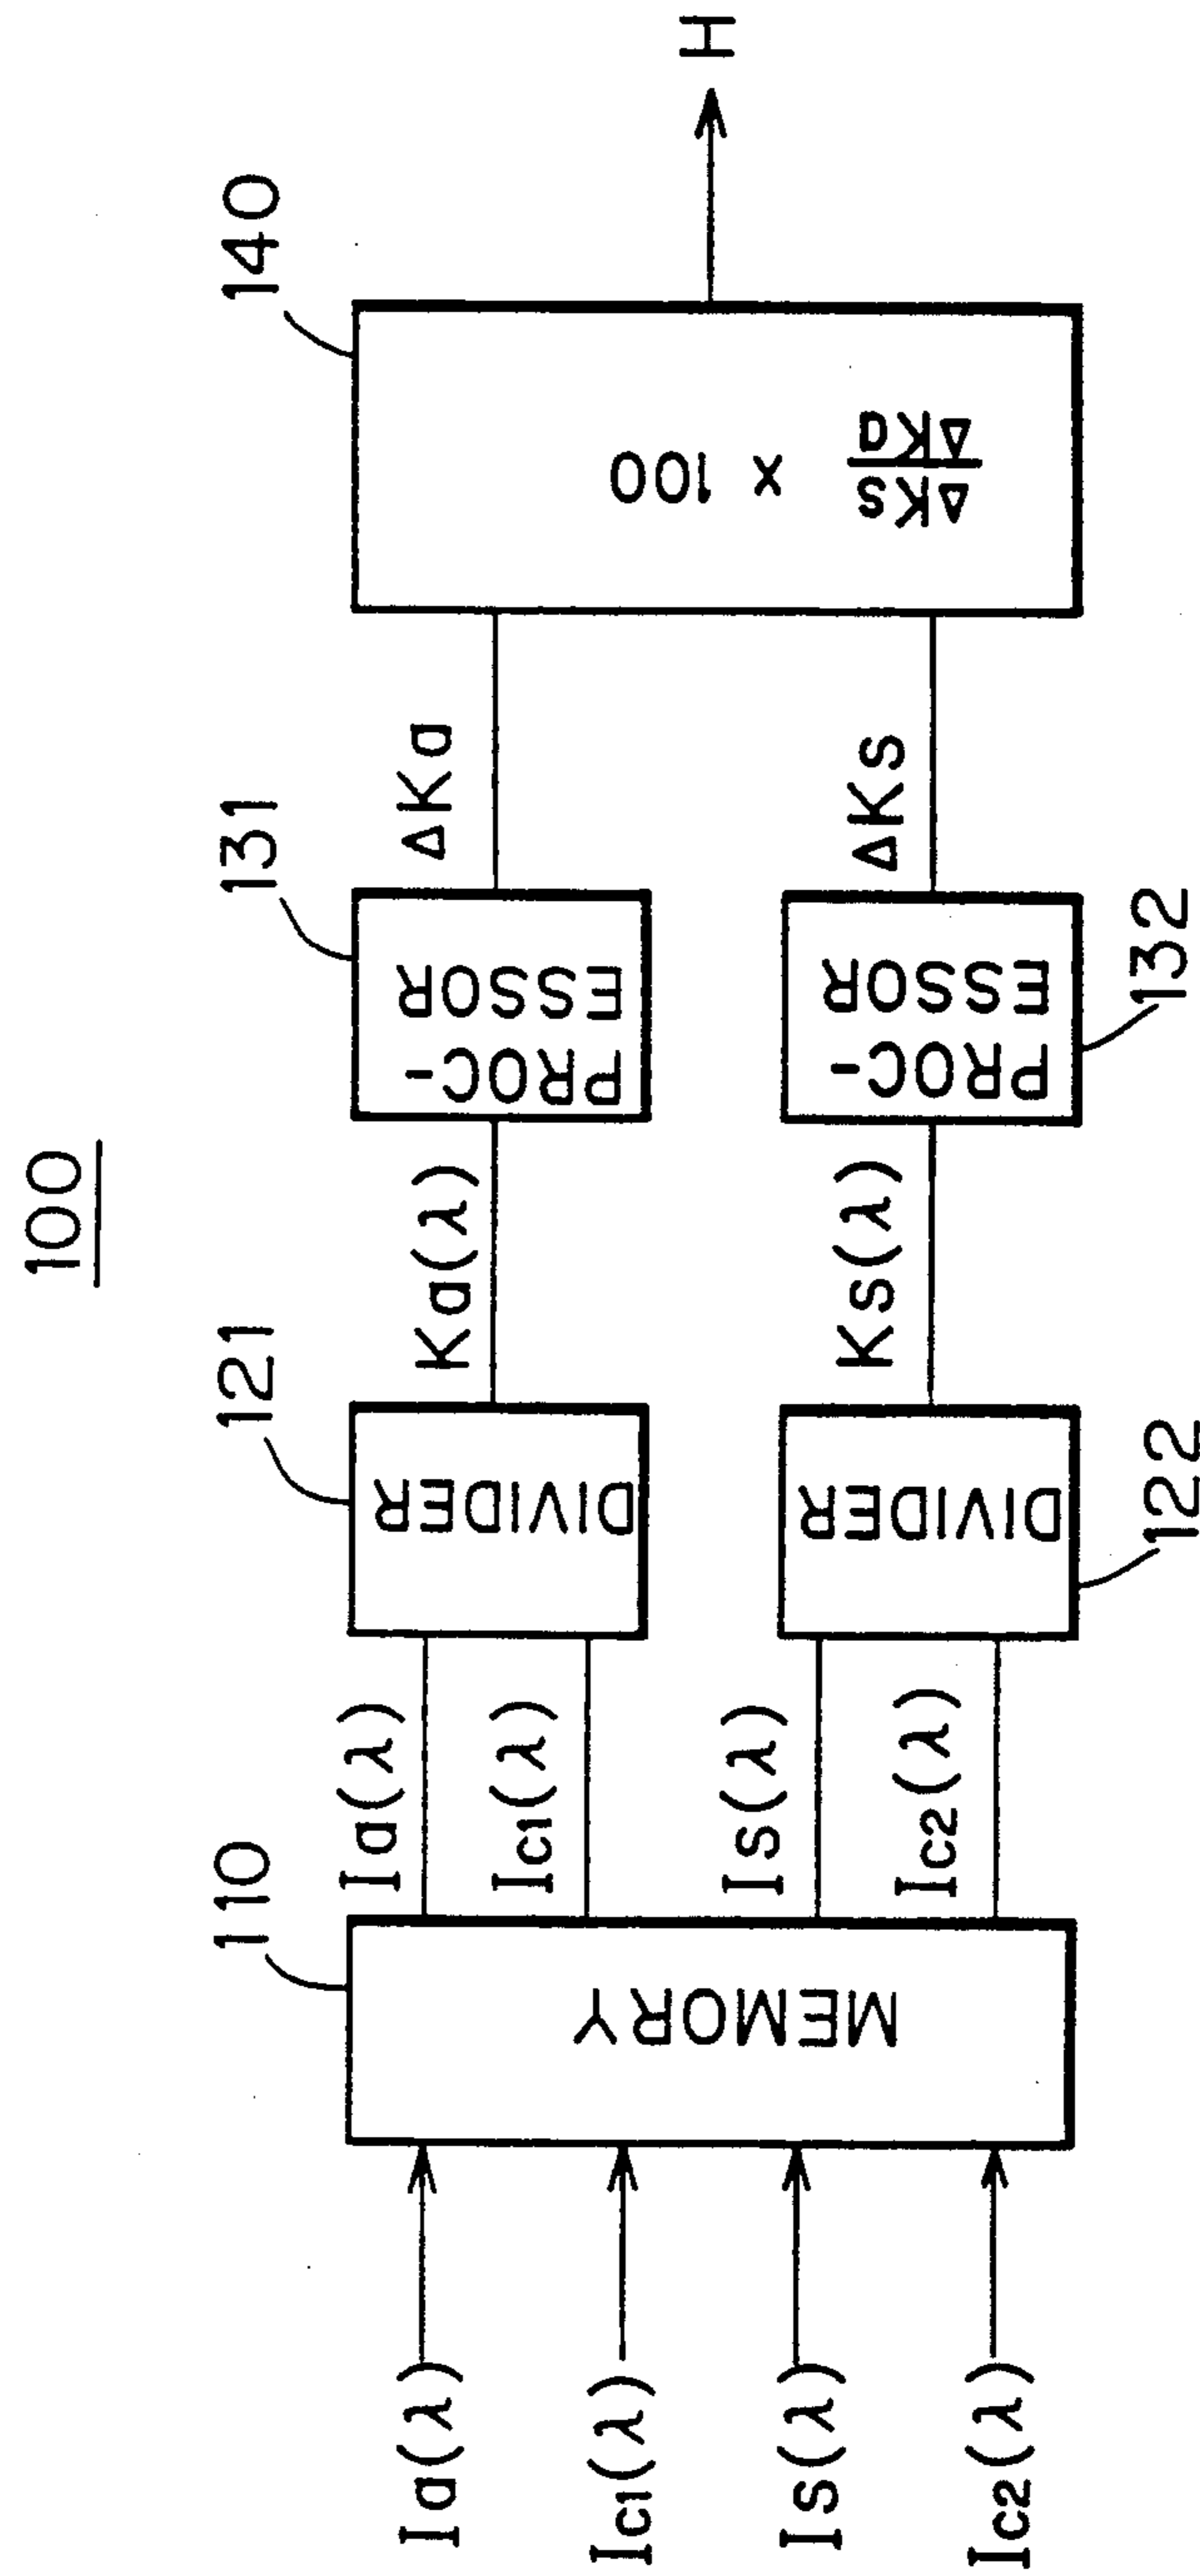 100
110
121
131
140
Ia(λ)
Ic1(λ)
Is(λ)
Ic2(λ)
MEMORY
Ia(λ)
Ic1(λ)
Is(λ)
Ic2(λ)
DIVIDER
DIVIDER
122
Ka(λ)
Ks(λ)
PROC-
ESSOR
PROC-
ESSOR
132
ΔKa
ΔKs
ΔKs
ΔKa
x 100
H